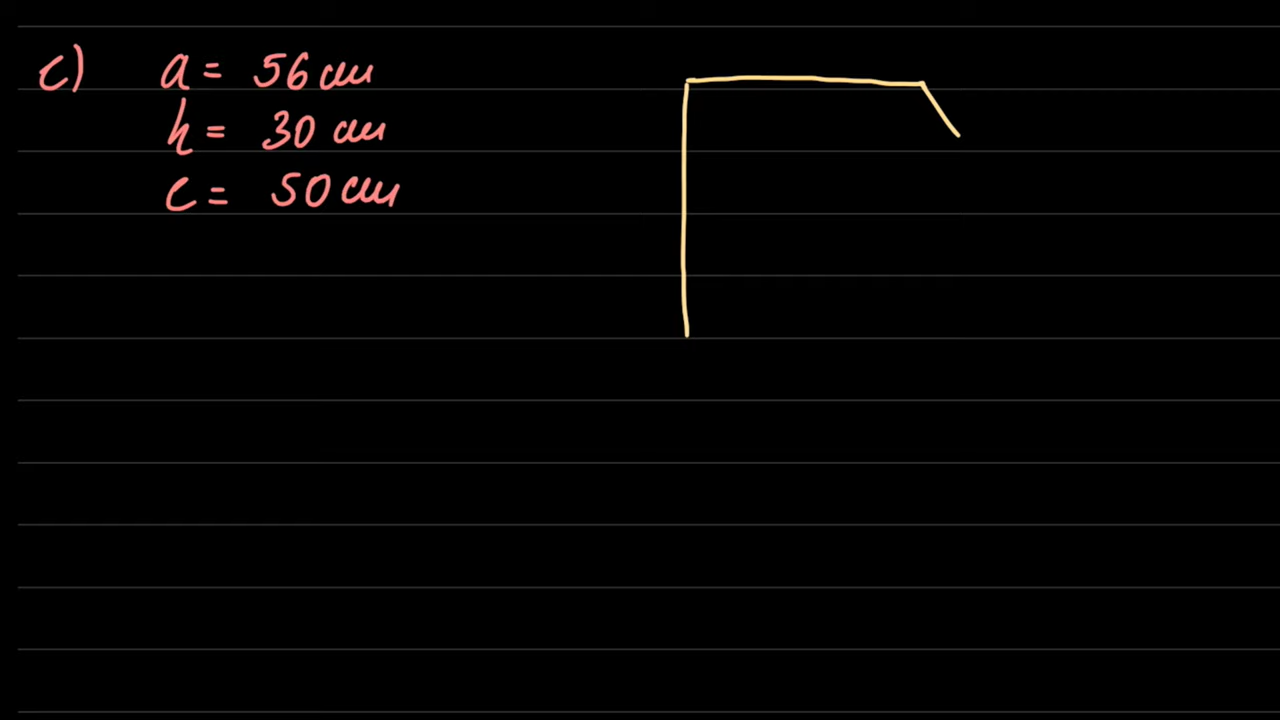 c) a = 56 cm
h = 30 cm
c = 50 cm